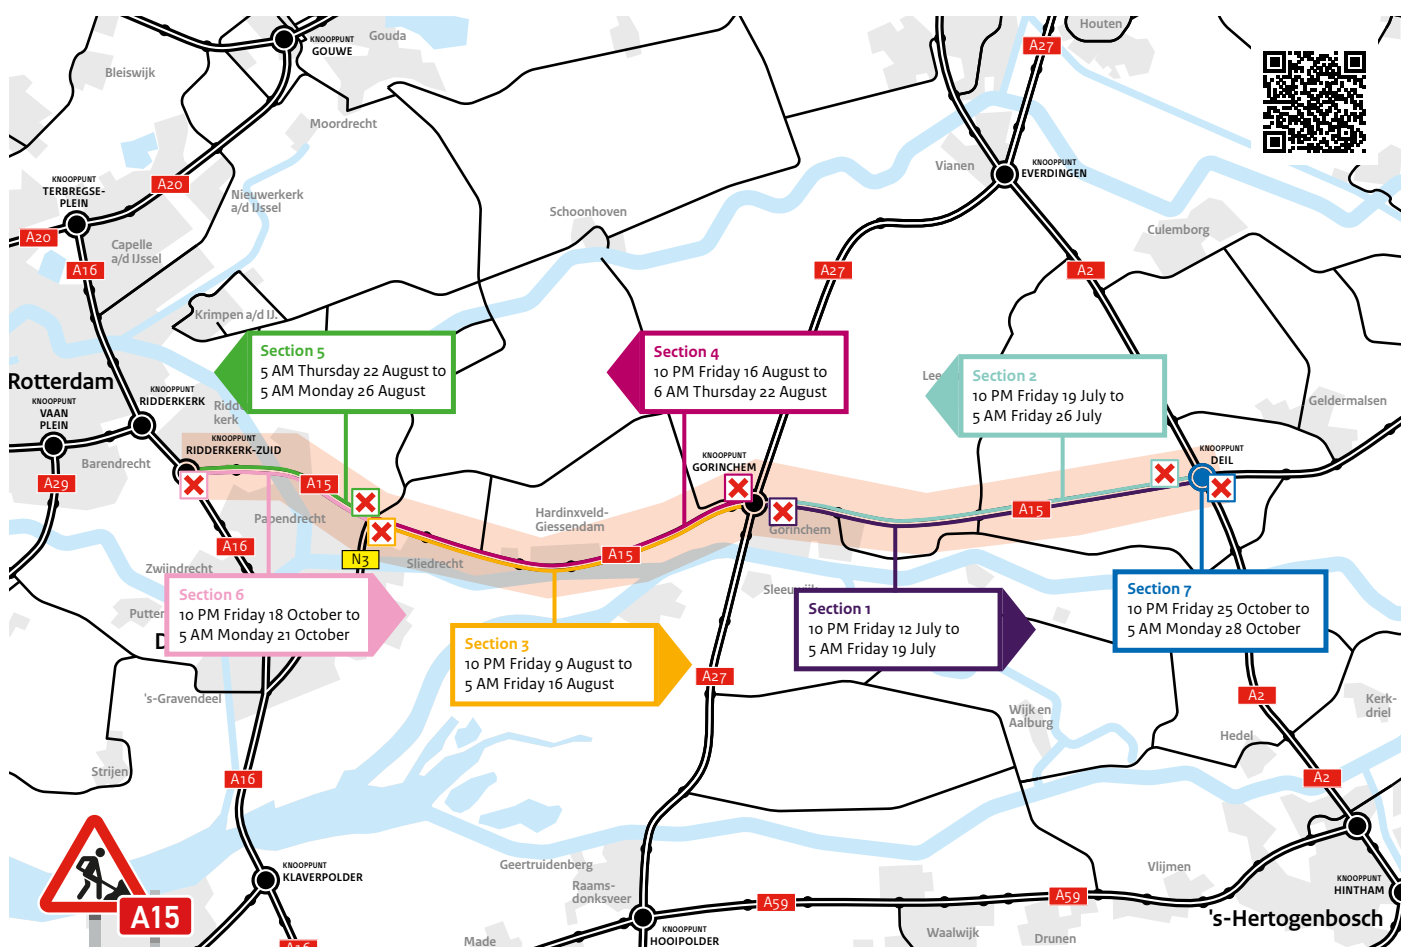 Houten
A27
KNOOPPUNT
GOUWE
Gouda
Bleiswijk
Moordrecht
Vianen
KNOOPPUNT
EVERDINGEN
KNOOPPUNT
TERBREGSE-
PLEIN
A20
Nieuwerkerk
a/d IJssel
Schoonhoven
Culemborg
A20
Capelle
a/d IJssel
A16
A27
A2
Krimpen a/d IJ.
Section 5
5 AM Thursday 22 August to
5 AM Monday 26 August
Section 4
10 PM Friday 16 August to
6 AM Thursday 22 August
Section 2
10 PM Friday 19 July to
5 AM Friday 26 July
Rotterdam
KNOOPPUNT
RIDDERKERK
KNOOPPUNT
VAAN
PLEIN
kerk
Geldermalsen
KNOOPPUNT
RIDDERKERK-ZUID
KNOOPPUNT
GORINCHEM
KNOOPPUNT
DEIL
Barendrecht
A29
A15
Papendrecht
Hardinxveld-
Giessendam
Gorinchem
A15
A16
N3
Sliedrecht
A15
Zwijndrecht
Section 6
10 PM Friday 18 October to
5 AM Monday 21 October
Section 1
10 PM Friday 12 July to
5 AM Friday 19 July
Section 7
10 PM Friday 25 October to
5 AM Monday 28 October
Section 3
10 PM Friday 9 August to
5 AM Friday 16 August
A27
's-Gravendeel
A2
Kerk-
driel
Wijk en
Aalburg
Hedel
Strijen
A16
A2
KNOOPPUNT
KLAVERPOLDER
Geertruidenberg
Raams-
donksveer
Vlijmen
KNOOPPUNT
HINTHAM
A15
A59
A59
's-Hertogenbosch
KNOOPPUNT
HOOIPOLDER
Made
Waalwijk
Drunen
A16